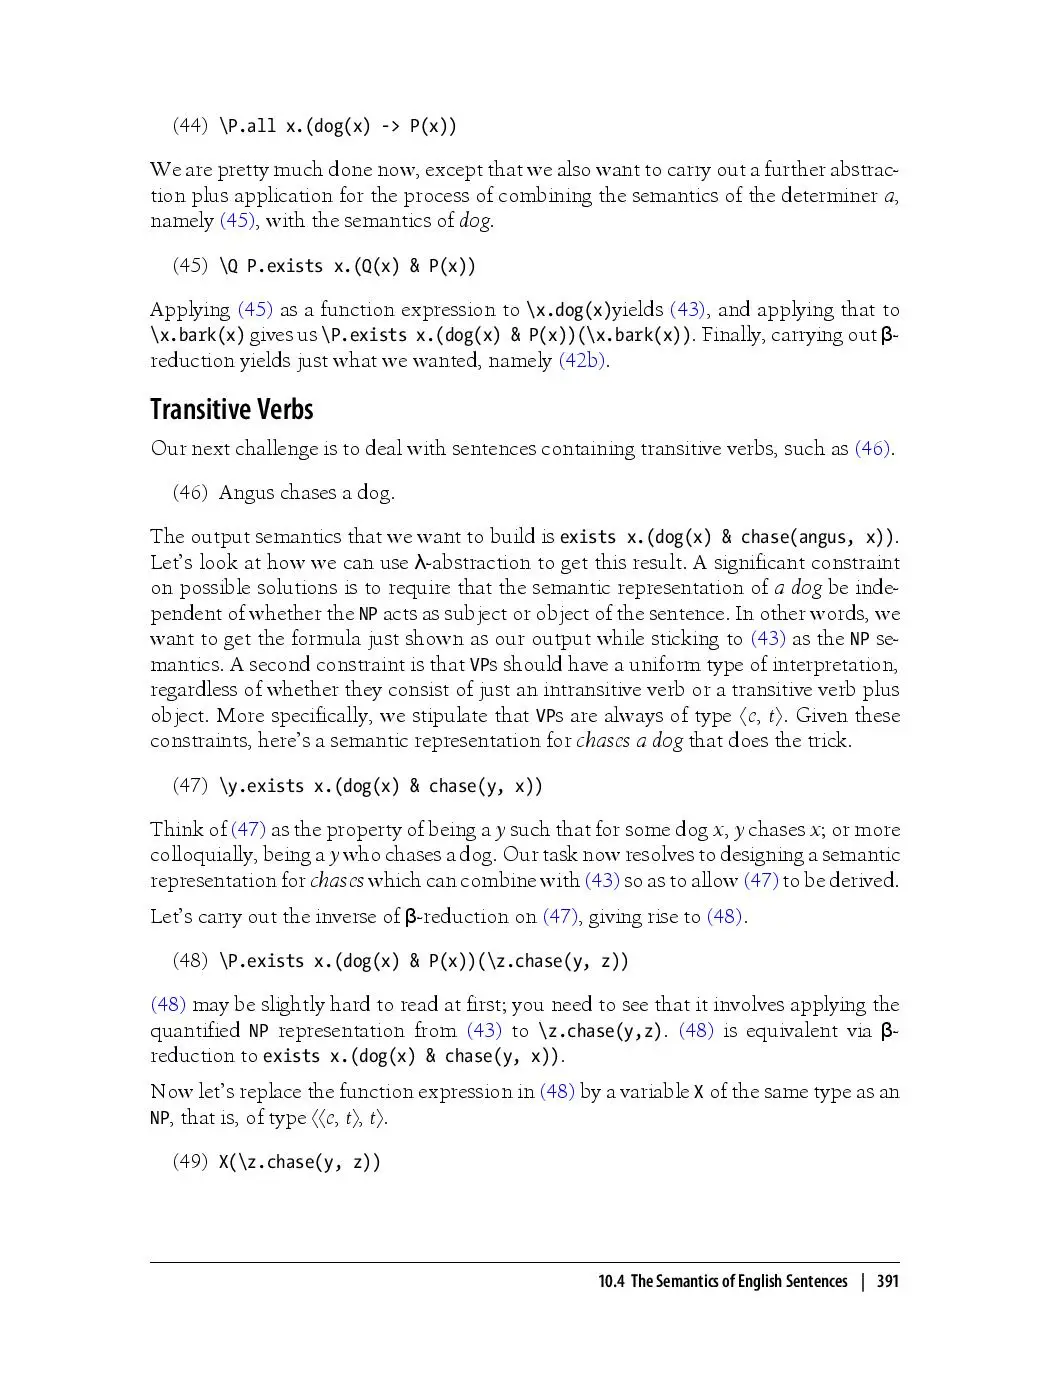 (44) \P.all x.(dog(x) -> P(x))
We are pretty much done now, except that we also want to carry out a further abstrac-
tion plus application for the process of combining the semantics of the determiner a,
namely (45), with the semantics of dog.
(45) \Q P.exists x.(Q(x) & P(x))
Applying (45) as a function expression to \x.dog(x)yields (43), and applying that to
\x.bark(x) gives us \P.exists x.(dog(x) & P(x))(\x.bark(x)). Finally, carrying out β-
reduction yields just what we wanted, namely (42b).
Transitive Verbs
Our next challenge is to deal with sentences containing transitive verbs, such as (46).
(46) Angus chases a dog.
The output semantics that we want to build is exists x.(dog(x) & chase(angus, x)).
Let's look at how we can use λ-abstraction to get this result. A significant constraint
on possible solutions is to require that the semantic representation of a dog be inde-
pendent of whether the NP acts as subject or object of the sentence. In other words, we
want to get the formula just shown as our output while sticking to (43) as the NP se-
mantics. A second constraint is that VPs should have a uniform type of interpretation,
regardless of whether they consist of just an intransitive verb or a transitive verb plus
object. More specifically, we stipulate that VPs are always of type ⟨e, t⟩. Given these
constraints, here's a semantic representation for chases a dog that does the trick.
(47) \y.exists x.(dog(x) & chase(y, x))
Think of (47) as the property of being a y such that for some dog x, y chases x; or more
colloquially, being a y who chases a dog. Our task now resolves to designing a semantic
representation for chases which can combine with (43) so as to allow (47) to be derived.
Let's carry out the inverse of β-reduction on (47), giving rise to (48).
(48) \P.exists x.(dog(x) & P(x))(\z.chase(y, z))
(48) may be slightly hard to read at first; you need to see that it involves applying the
quantified NP representation from (43) to \z.chase(y,z). (48) is equivalent via β-
reduction to exists x.(dog(x) & chase(y, x)).
Now let's replace the function expression in (48) by a variable X of the same type as an
NP, that is, of type ⟨⟨e, t⟩, t⟩.
(49) X(\z.chase(y, z))
10.4 The Semantics of English Sentences | 391